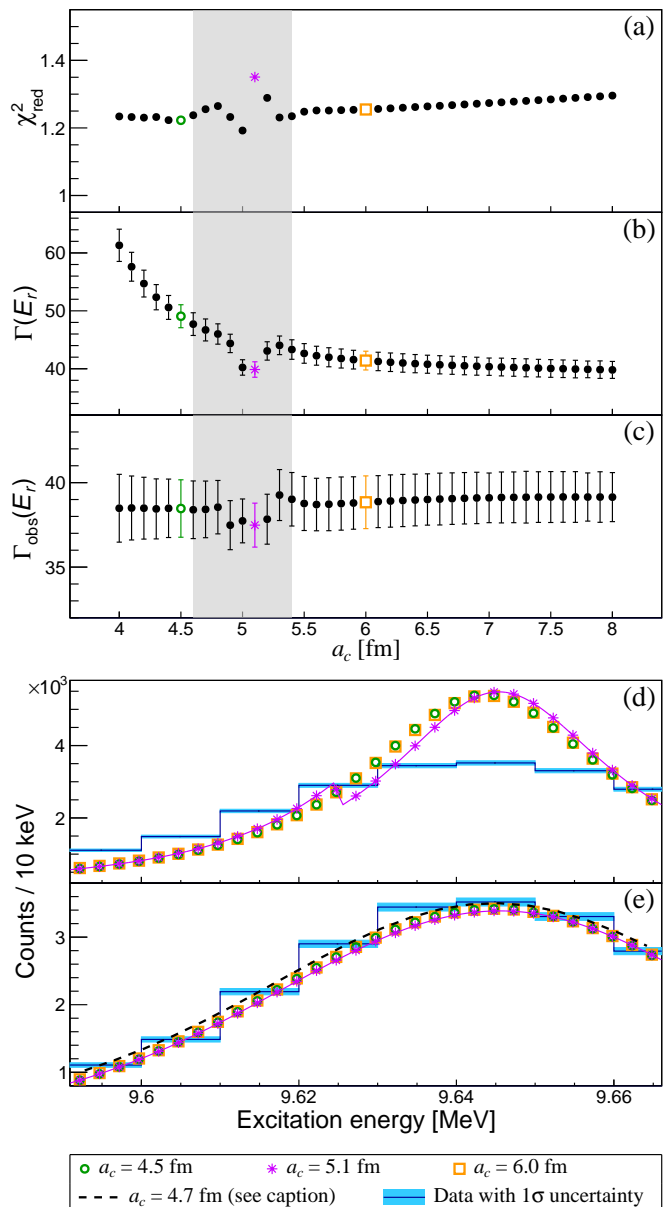 (a)
1.4
1.2
1
χ²red
(b)
60
50
40
Γ(Er)
(c)
40
35
Γobs(Er)
4 4.5 5 5.5 6 6.5 7 7.5 8
ac [fm]
×10³
(d)
4
2
(e)
3
2
1
Counts / 10 keV
9.6 9.62 9.64 9.66
Excitation energy [MeV]
ac = 4.5 fm ac = 5.1 fm ac = 6.0 fm
ac = 4.7 fm (see caption) Data with 1σ uncertainty